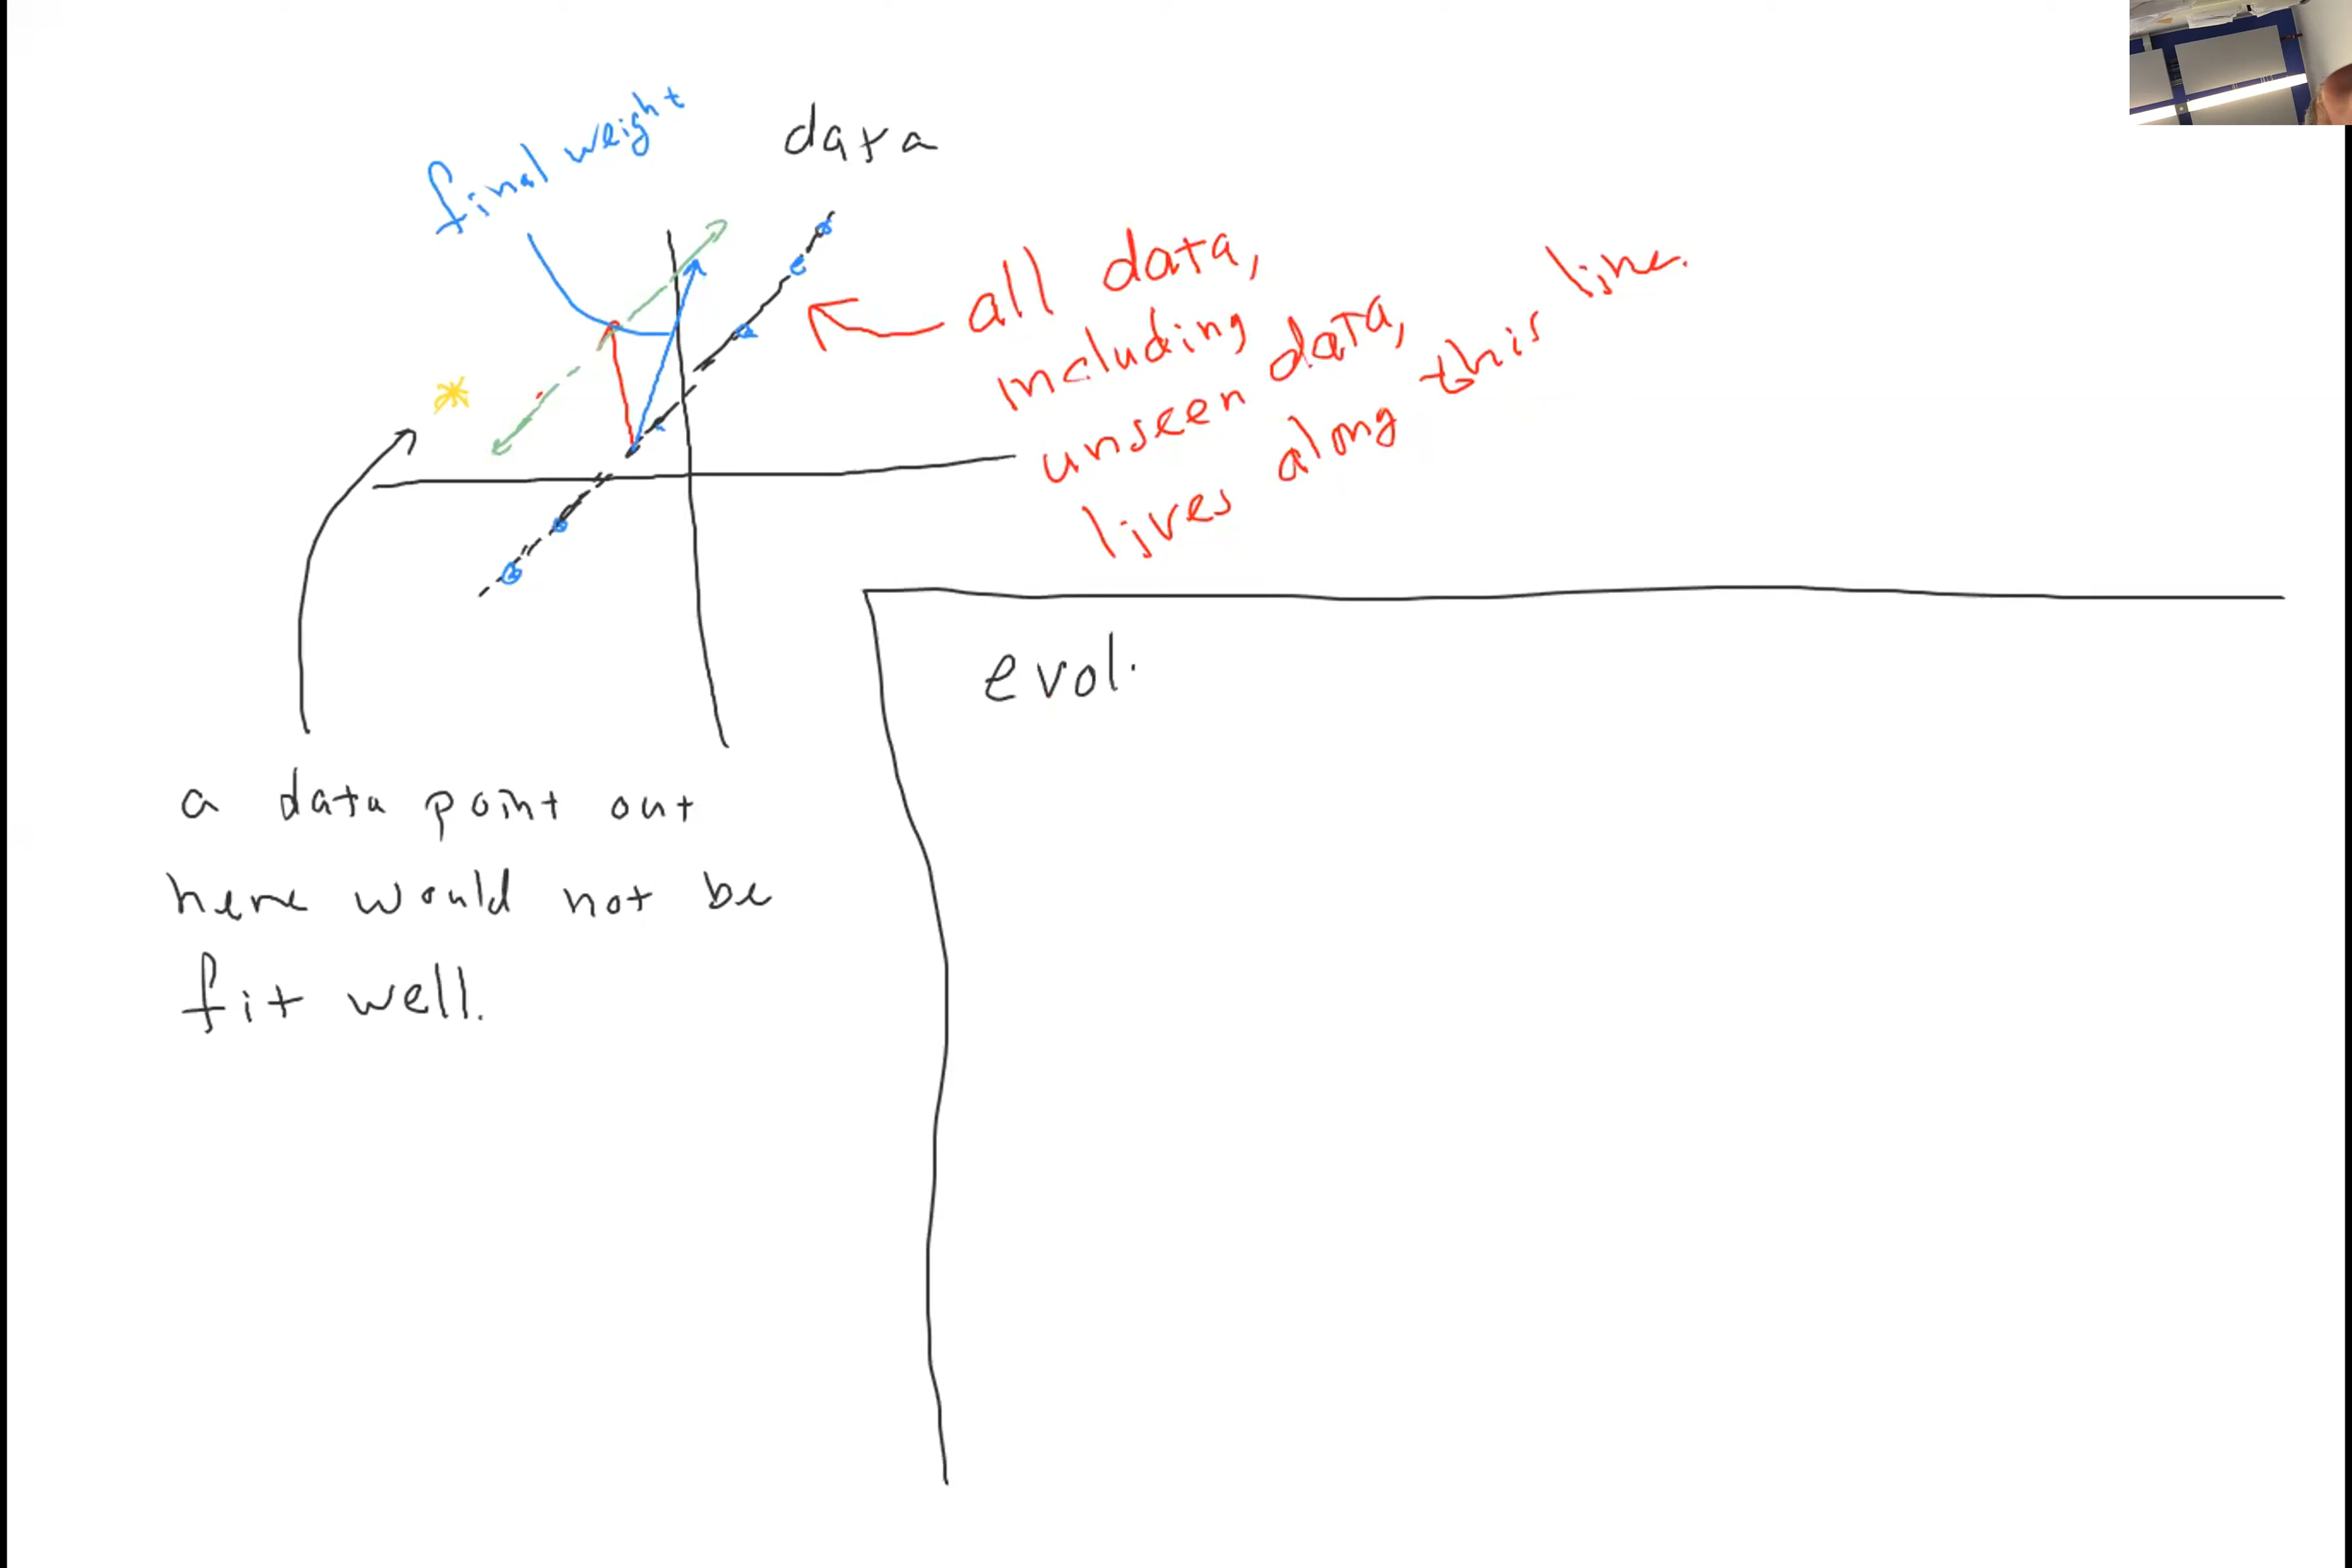 final weight
data
all data,
including
unseen data,
lives along this line.
evol.
a data point out
here would not be
fit well.